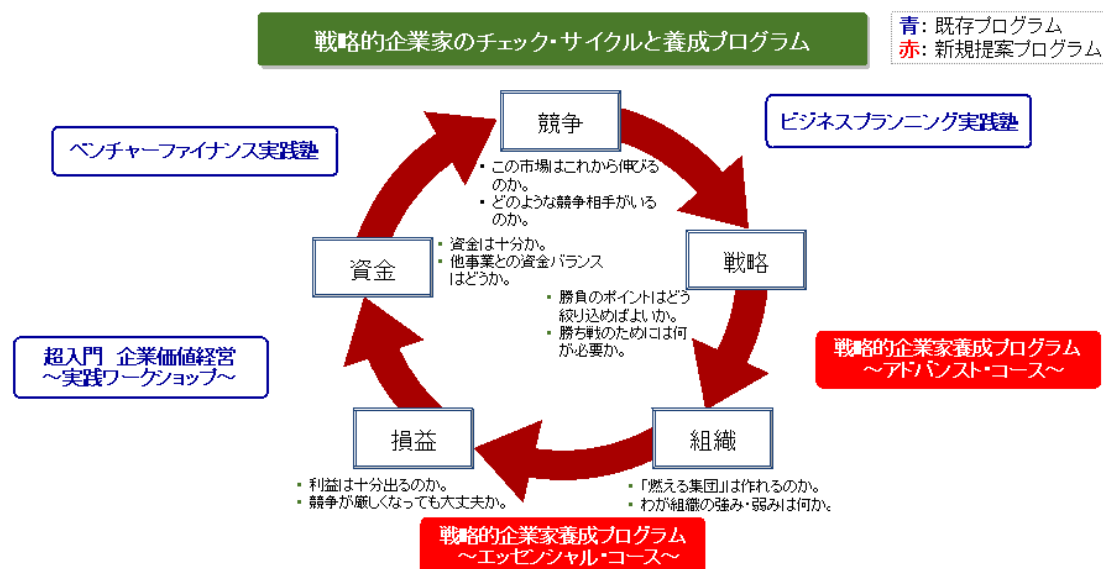 戦略的企業家のチェック・サイクルと養成プログラム
青: 既存プログラム
赤: 新規提案プログラム
競争
ベンチャーファイナンス実践塾
ビジネスプランニング実践塾
・この市場はこれから伸びる
のか。
・どのような競争相手がいる
のか。
資金
・資金は十分か。
・他事業との資金バランス
はどうか。
戦略
・勝負のポイントはどう
絞り込めばよいか。
・勝ち戦のためには何
が必要か。
超入門 企業価値経営
～実践ワークショップ～
戦略的企業家養成プログラム
～アドバンスト・コース～
損益
組織
・利益は十分出るのか。
・競争が厳しくなっても大丈夫か。
・「燃える集団」は作れるのか。
・わが組織の強み・弱みは何か。
戦略的企業家養成プログラム
～エッセンシャル・コース～